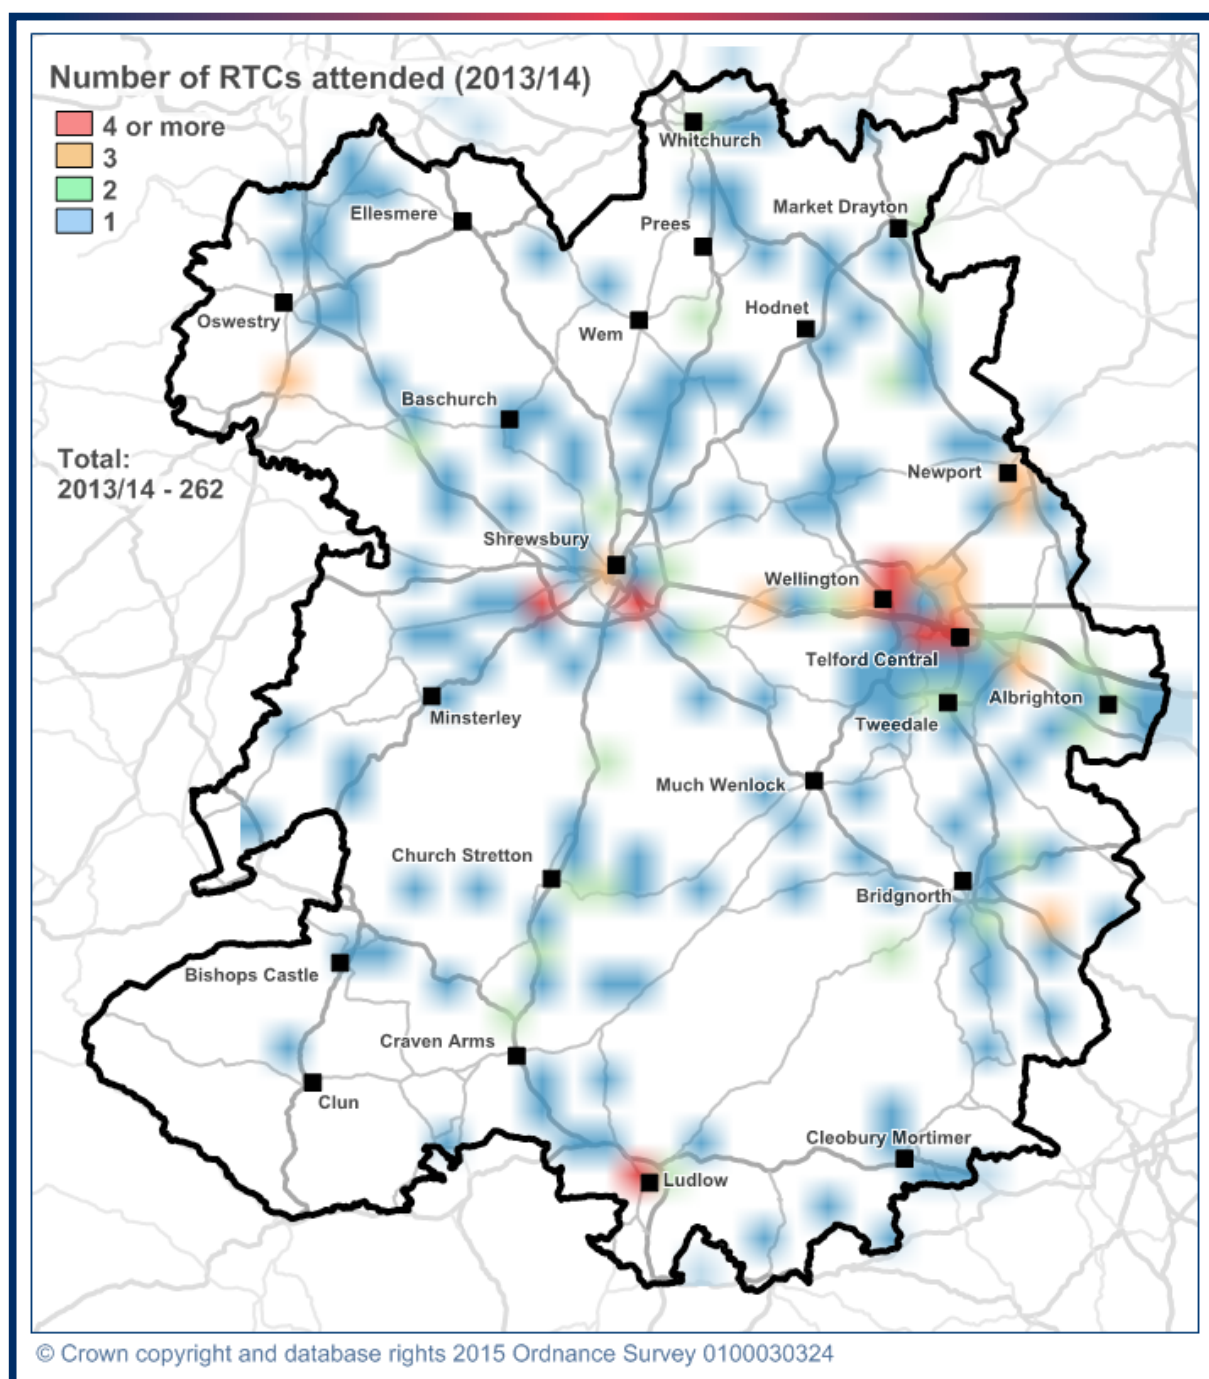 Number of RTCs attended (2013/14)
4 or more
3
2
1
Whitchurch
Ellesmere
Market Drayton
Prees
Oswestry
Hodnet
Wem
Baschurch
Total:
2013/14 - 262
Newport
Shrewsbury
Wellington
Telford Central
Albrighton
Minsterley
Tweedale
Much Wenlock
Church Stretton
Bridgnorth
Bishops Castle
Craven Arms
Clun
Cleobury Mortimer
Ludlow
© Crown copyright and database rights 2015 Ordnance Survey 0100030324